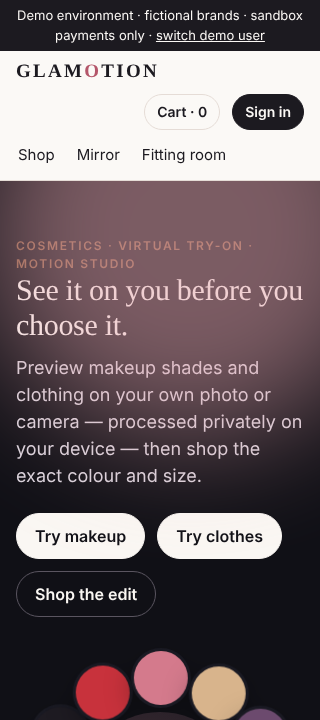 Demo environment · fictional brands · sandbox
payments only · switch demo user
GLAMOTION
Cart · 0
Sign in
Shop
Mirror
Fitting room
COSMETICS · VIRTUAL TRY-ON ·
MOTION STUDIO
See it on you before you
choose it.
Preview makeup shades and
clothing on your own photo or
camera — processed privately on
your device — then shop the
exact colour and size.
Try makeup
Try clothes
Shop the edit